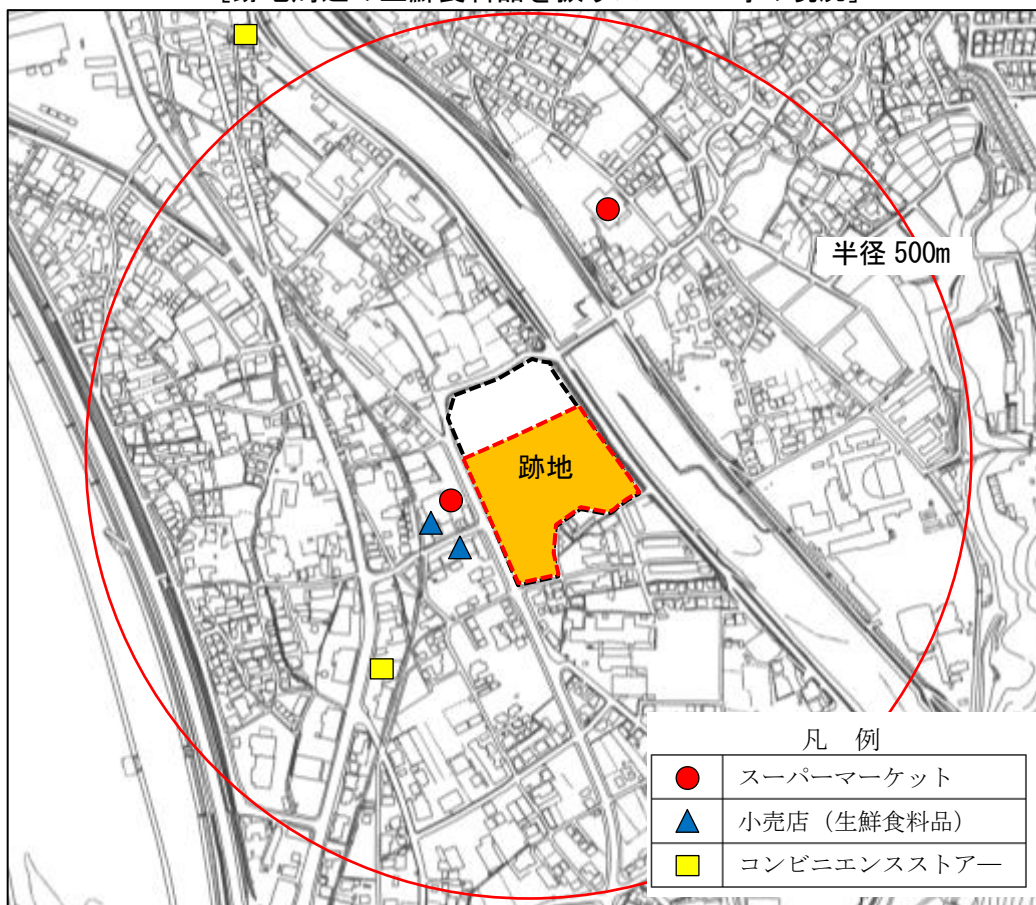 半径 500m
跡地
凡 例
スーパーマーケット
小売店（生鮮食料品）
コンビニエンスストアー